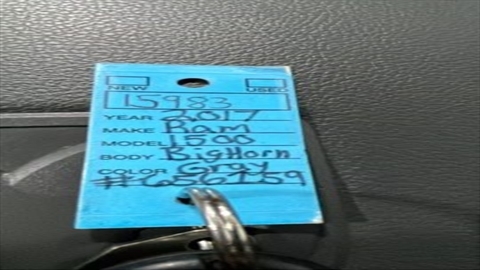 NEW USED
15983
YEAR 2017
MAKE Ram
MODEL 1500
BODY BigHorn
COLOR Gray
#656159